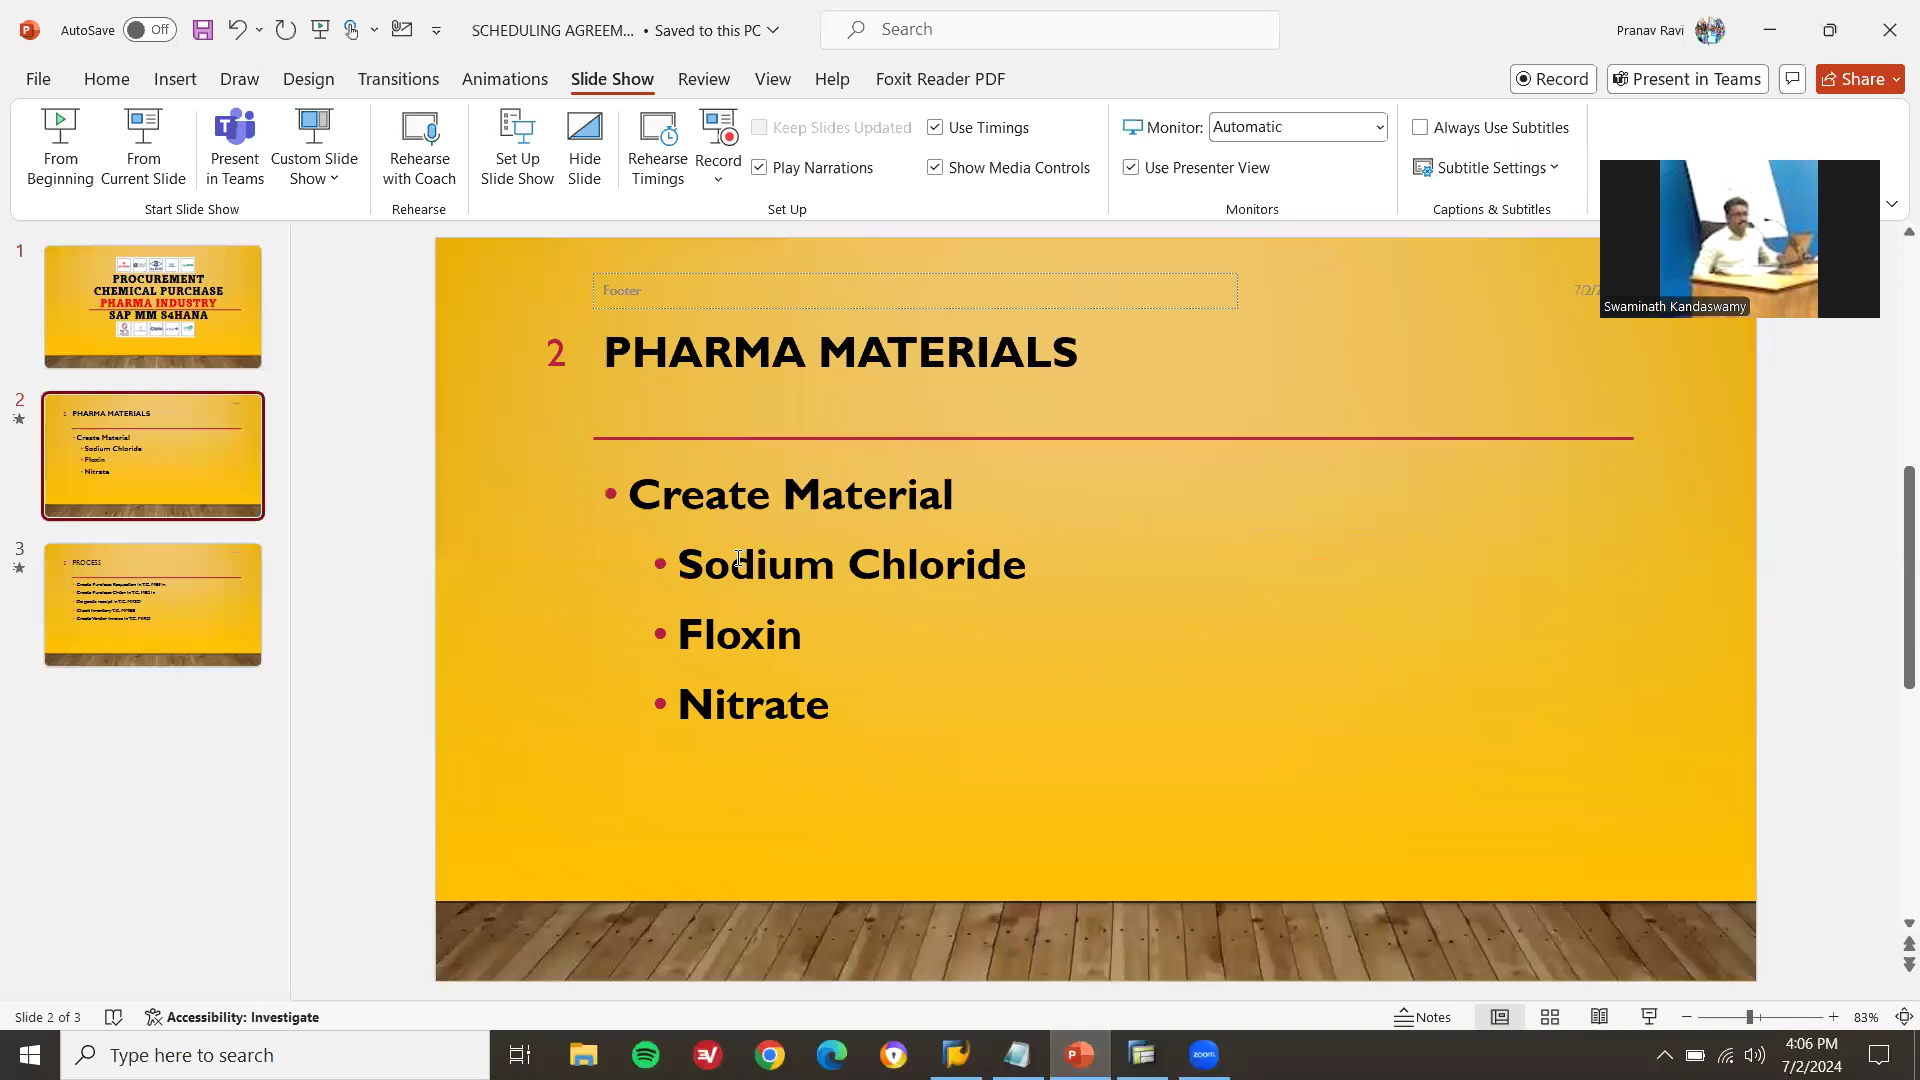 AutoSave Off SCHEDULING AGREEM... • Saved to this PC Search Pranav Ravi
File Home Insert Draw Design Transitions Animations Slide Show Review View Help Foxit Reader PDF Record Present in Teams Share
From Beginning
From Current Slide
Present in Teams
Custom Slide Show
Rehearse with Coach
Set Up Slide Show
Hide Slide
Rehearse Timings
Record
Keep Slides Updated
Use Timings
Play Narrations
Show Media Controls
Monitor: Automatic
Use Presenter View
Always Use Subtitles
Subtitle Settings
Start Slide Show Rehearse Set Up Monitors Captions & Subtitles
Swaminath Kandaswamy
1
PROCUREMENT
CHEMICAL PURCHASE
PHARMA INDUSTRY
SAP MM S4HANA
2
2 PHARMA MATERIALS
• Create Material
• Sodium Chloride
• Floxin
• Nitrate
3
PROCESS
Footer
2 PHARMA MATERIALS
• Create Material
• Sodium Chloride
• Floxin
• Nitrate
Slide 2 of 3 Accessibility: Investigate Notes 83%
Type here to search zoom 4:06 PM
7/2/2024